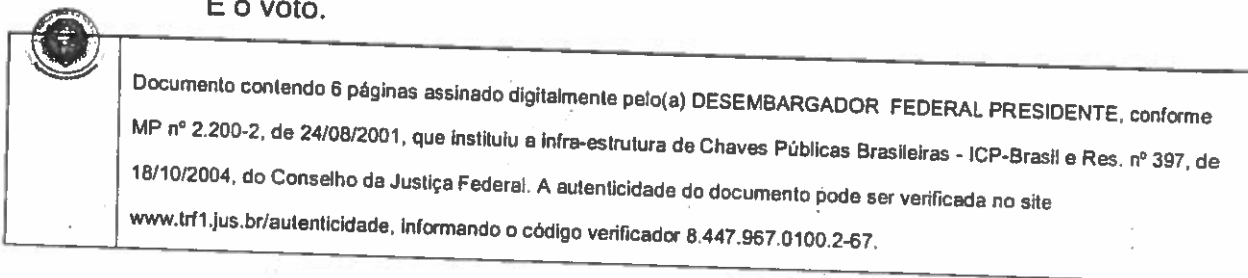 É o voto.
Documento contendo 6 páginas assinado digitalmente pelo(a) DESEMBARGADOR FEDERAL PRESIDENTE, conforme
MP nº 2.200-2, de 24/08/2001, que instituiu a infra-estrutura de Chaves Públicas Brasileiras - ICP-Brasil e Res. nº 397, de
18/10/2004, do Conselho da Justiça Federal. A autenticidade do documento pode ser verificada no site
www.trf1.jus.br/autenticidade, informando o código verificador 8.447.967.0100.2-67.